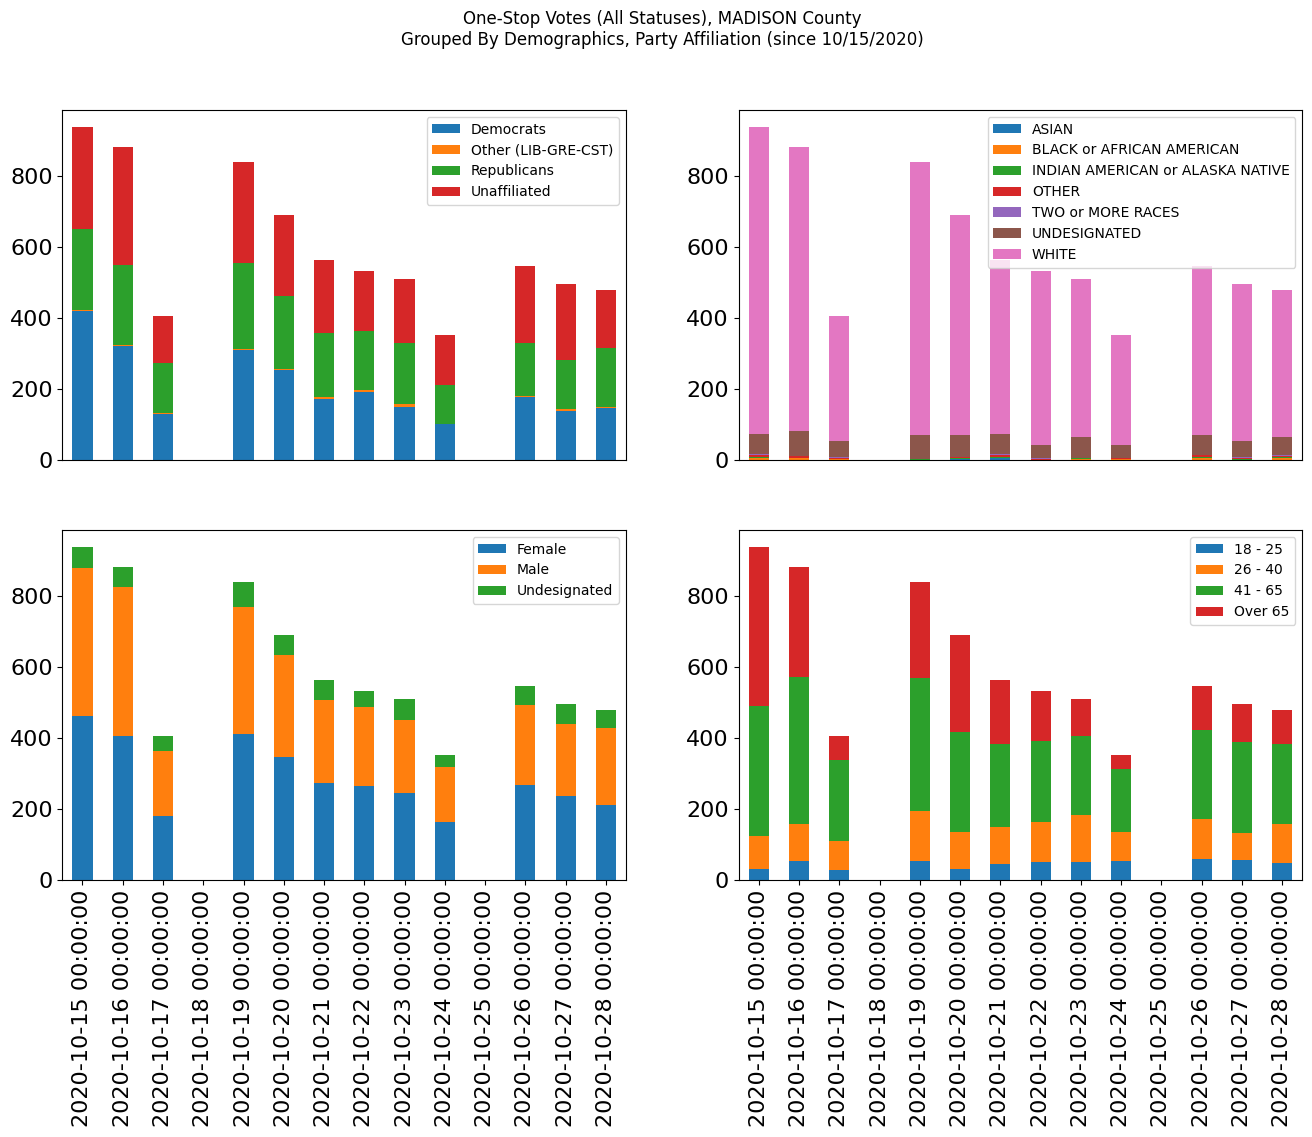 One-Stop Votes (All Statuses), MADISON County
Grouped By Demographics, Party Affiliation (since 10/15/2020)
800
600
400
200
0
Democrats
Other (LIB-GRE-CST)
Republicans
Unaffiliated
800
600
400
200
0
ASIAN
BLACK or AFRICAN AMERICAN
INDIAN AMERICAN or ALASKA NATIVE
OTHER
TWO or MORE RACES
UNDESIGNATED
WHITE
800
600
400
200
0
Female
Male
Undesignated
2020-10-15 00:00:00
2020-10-16 00:00:00
2020-10-17 00:00:00
2020-10-18 00:00:00
2020-10-19 00:00:00
2020-10-20 00:00:00
2020-10-21 00:00:00
2020-10-22 00:00:00
2020-10-23 00:00:00
2020-10-24 00:00:00
2020-10-25 00:00:00
2020-10-26 00:00:00
2020-10-27 00:00:00
2020-10-28 00:00:00
800
600
400
200
0
18 - 25
26 - 40
41 - 65
Over 65
2020-10-15 00:00:00
2020-10-16 00:00:00
2020-10-17 00:00:00
2020-10-18 00:00:00
2020-10-19 00:00:00
2020-10-20 00:00:00
2020-10-21 00:00:00
2020-10-22 00:00:00
2020-10-23 00:00:00
2020-10-24 00:00:00
2020-10-25 00:00:00
2020-10-26 00:00:00
2020-10-27 00:00:00
2020-10-28 00:00:00